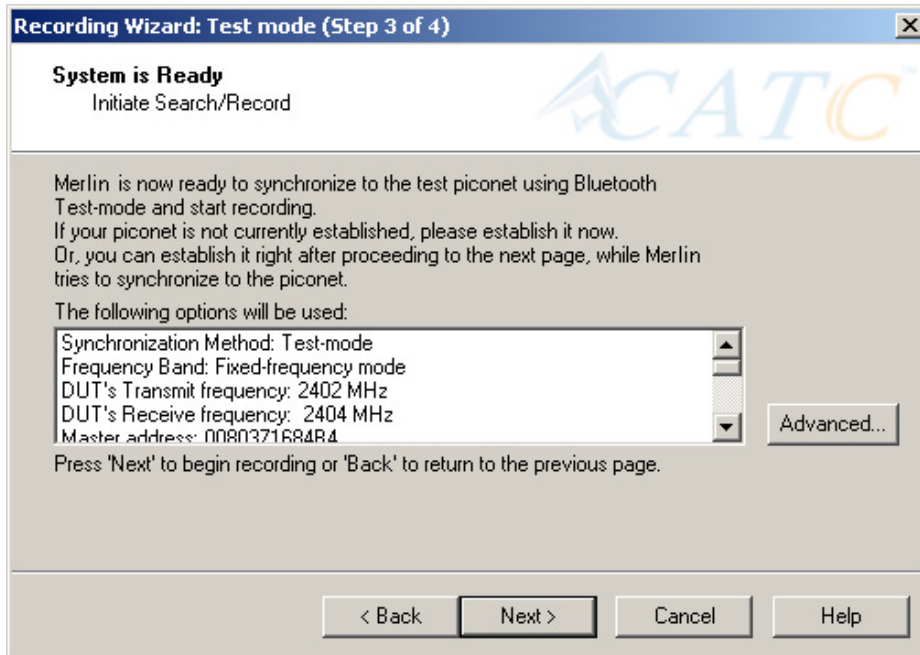 Recording Wizard: Test mode (Step 3 of 4)
System is Ready
Initiate Search/Record
CATC
Merlin is now ready to synchronize to the test piconet using Bluetooth
Test-mode and start recording.
If your piconet is not currently established, please establish it now.
Or, you can establish it right after proceeding to the next page, while Merlin
tries to synchronize to the piconet.
The following options will be used:
Synchronization Method: Test-mode
Frequency Band: Fixed-frequency mode
DUT's Transmit frequency: 2402 MHz
DUT's Receive frequency: 2404 MHz
Master address: 0080371684B4
Advanced...
Press 'Next' to begin recording or 'Back' to return to the previous page.
< Back
Next >
Cancel
Help